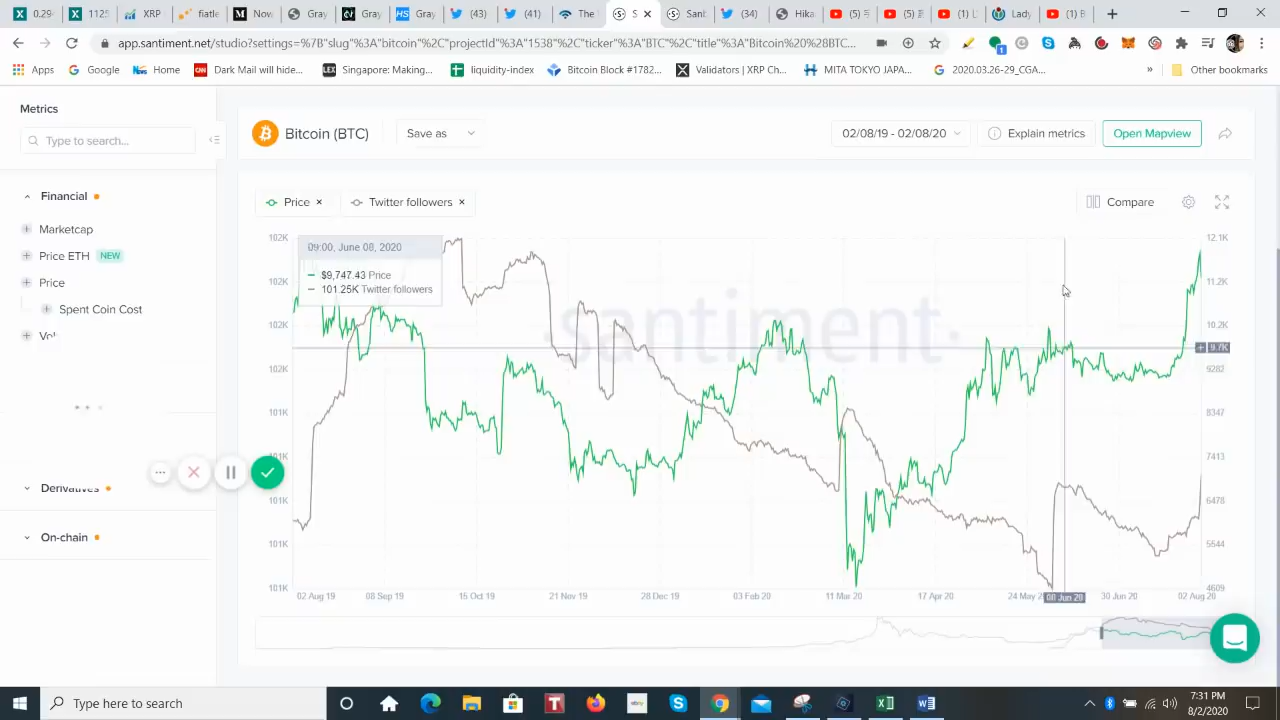 0.29
1125
XRP
fiatle
M Nov
Gray
Gray
HS Gray
(41)
(34)
The
S
Sant
(34)
Hika
(5)
(5)
(1) L
Lady
(1) E
app.santiment.net/studio?settings=%7B"slug"%3A"bitcoin"%2C"projectid"%3A"1538"%2C"ticker"%3A"BTC"%2C"title"%3A"Bitcoin%20%28BTC...
Apps
Google
Home
CNN Dark Mail will hide...
LEX Singapore: Making...
liquidity-index
Bitcoin Block #1782...
Validators | XRP Ch...
MITA TOKYO JAPA...
2020.03.26-29_CGA...
»
Other bookmarks
Metrics
Type to search...
Bitcoin (BTC)
Save as
02/08/19 - 02/08/20
Explain metrics
Open Mapview
Financial
Marketcap
Price ETH NEW
Price
Spent Coin Cost
Derivatives
On-chain
Price ×
Twitter followers ×
Compare
102K
102K
102K
102K
101K
101K
101K
101K
101K
09:00, June 08, 2020
$9,747.43 Price
101.25K Twitter followers
·santiment·
12.1K
11.2K
10.2K
9.7K
9282
8347
7413
6478
5544
4609
02 Aug 19
08 Sep 19
15 Oct 19
21 Nov 19
28 Dec 19
03 Feb 20
11 Mar 20
17 Apr 20
24 May 2
08 Jun 20
30 Jun 20
02 Aug 20
Type here to search
ebay
7:31 PM
8/2/2020